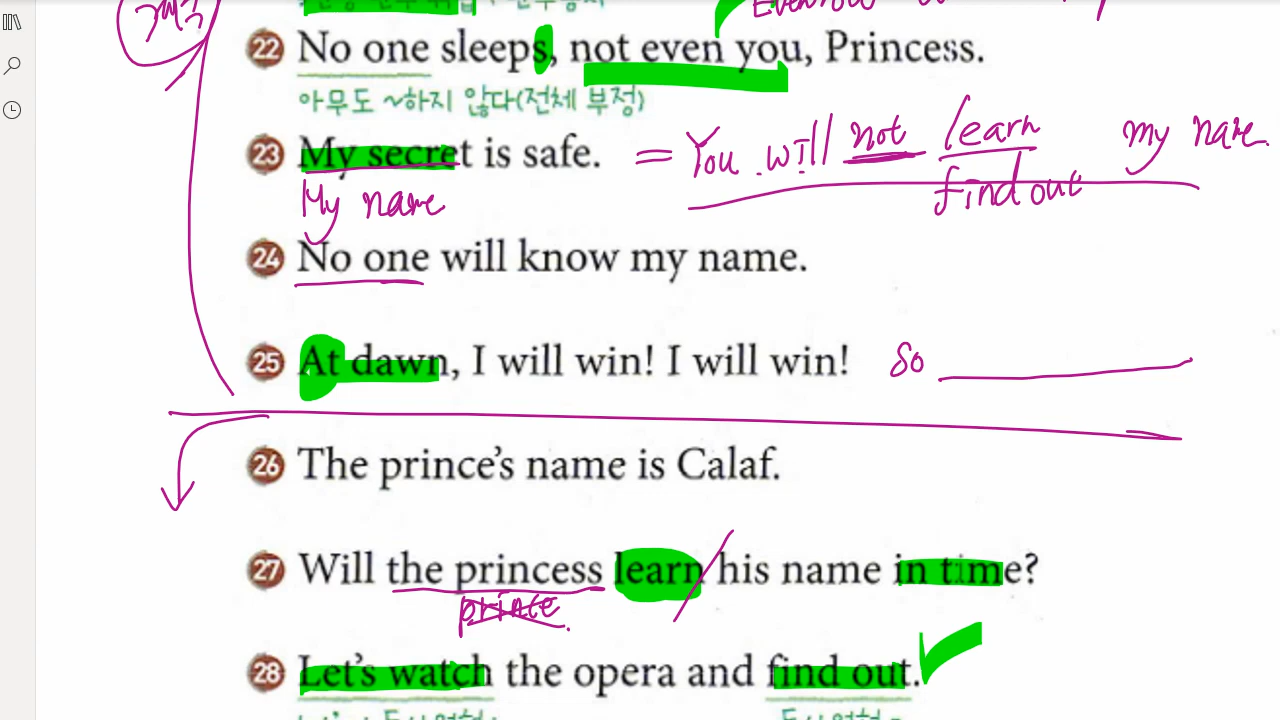 Even
㉒ No one sleeps, not even you, Princess.
아무도 ~하지 않다(전체 부정)
㉓ My secret is safe. = You will not learn my name.
My name find out
㉔ No one will know my name.
㉕ At dawn, I will win! I will win! So
㉖ The prince's name is Calaf.
㉗ Will the princess learn his name in time?
prince
㉘ Let's watch the opera and find out.